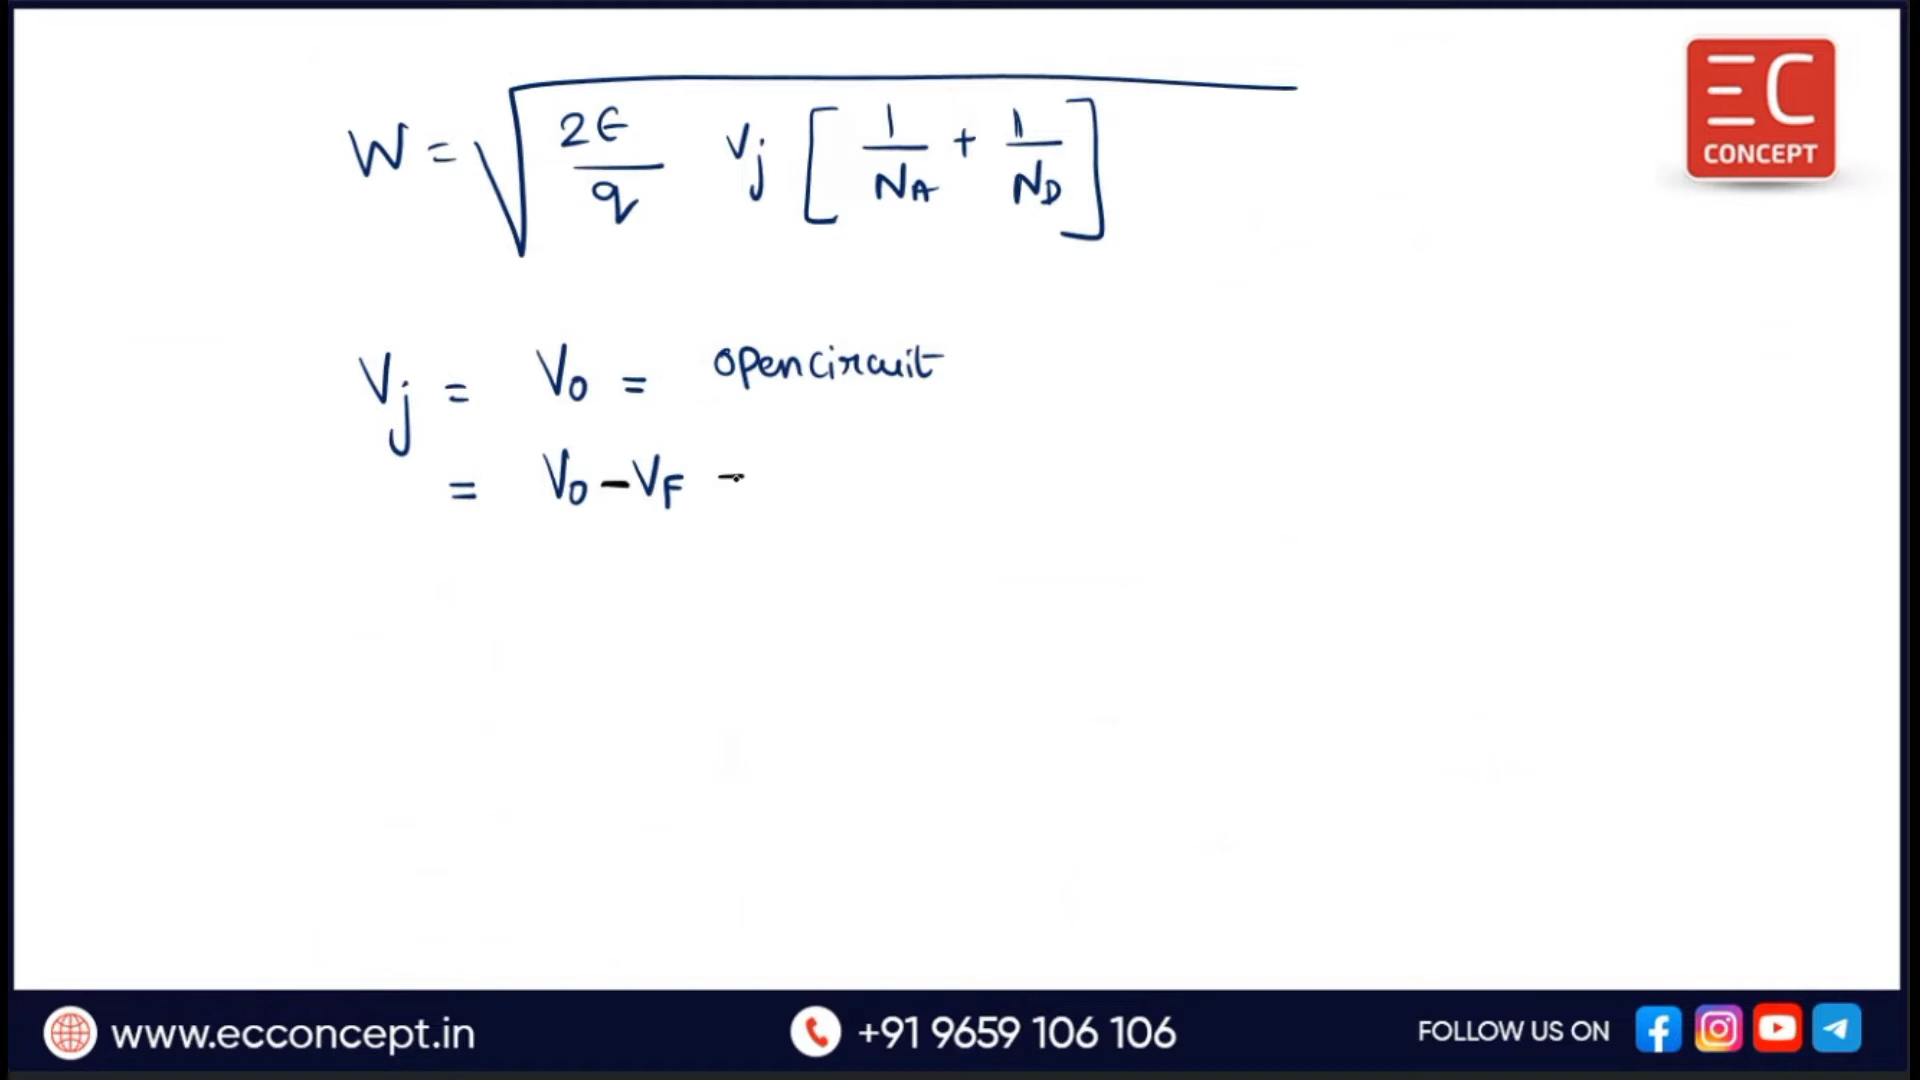 EC
CONCEPT
W = √ 2ϵ/q Vj [ 1/NA + 1/ND ]
Vj = V0 = opencircuit
= V0 - VF -
www.ecconcept.in
+91 9659 106 106
FOLLOW US ON